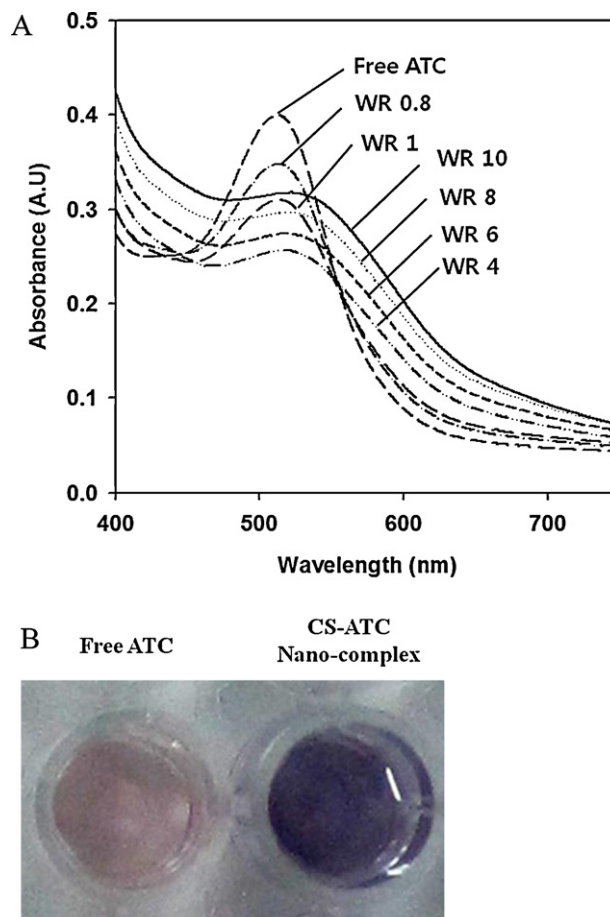 A
0.5
0.4
0.3
0.2
0.1
0.0
Absorbance (A.U)
Free ATC
WR 0.8
WR 1
WR 10
WR 8
WR 6
WR 4
400
500
600
700
Wavelength (nm)
B
Free ATC
CS-ATC
Nano-complex